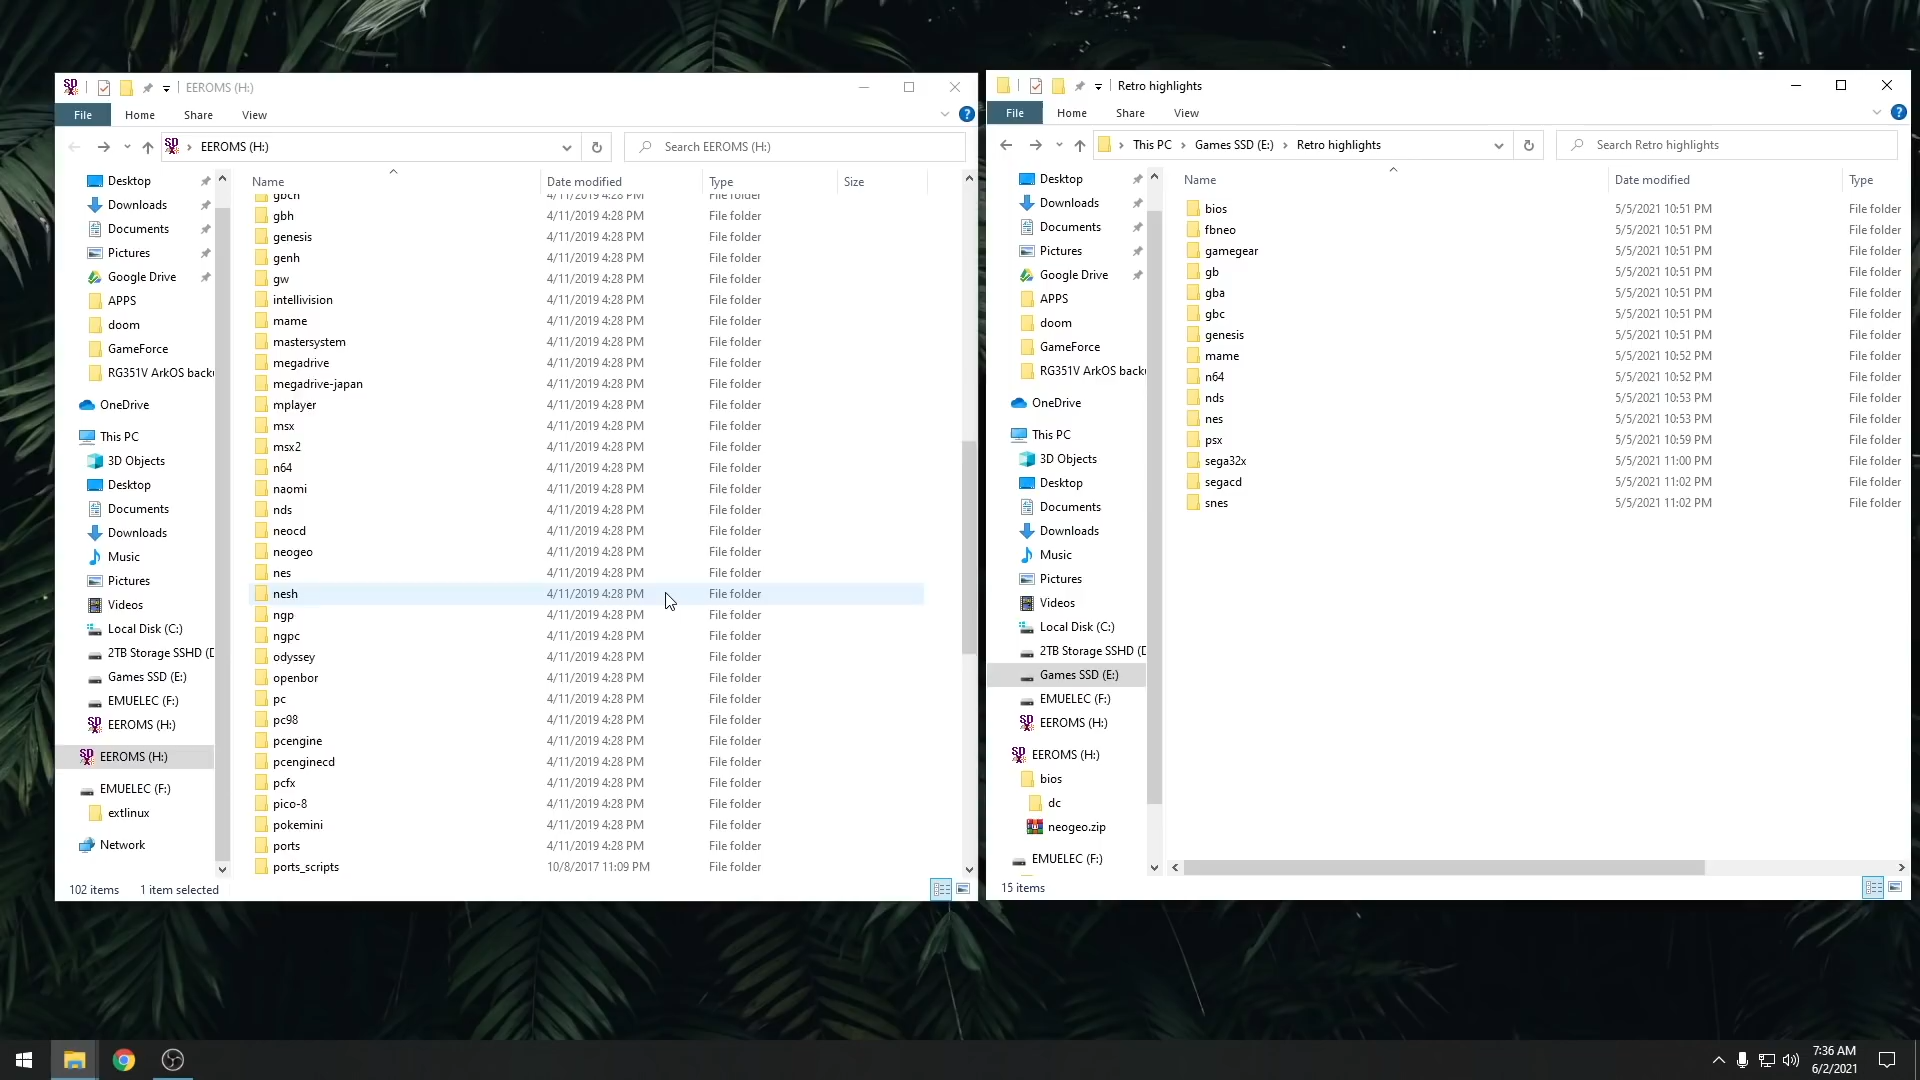 EEROMS (H:)
File Home Share View
EEROMS (H:)
Search EEROMS (H:)
Desktop
Downloads
Documents
Pictures
Google Drive
APPS
doom
GameForce
RG351V ArkOS back
OneDrive
This PC
3D Objects
Desktop
Documents
Downloads
Music
Pictures
Videos
Local Disk (C:)
2TB Storage SSHD (D
Games SSD (E:)
EMUELEC (F:)
EEROMS (H:)
EEROMS (H:)
EMUELEC (F:)
extlinux
Network
Name Date modified Type Size
gbch 4/11/2019 4:28 PM File folder
gbh 4/11/2019 4:28 PM File folder
genesis 4/11/2019 4:28 PM File folder
genh 4/11/2019 4:28 PM File folder
gw 4/11/2019 4:28 PM File folder
intellivision 4/11/2019 4:28 PM File folder
mame 4/11/2019 4:28 PM File folder
mastersystem 4/11/2019 4:28 PM File folder
megadrive 4/11/2019 4:28 PM File folder
megadrive-japan 4/11/2019 4:28 PM File folder
mplayer 4/11/2019 4:28 PM File folder
msx 4/11/2019 4:28 PM File folder
msx2 4/11/2019 4:28 PM File folder
n64 4/11/2019 4:28 PM File folder
naomi 4/11/2019 4:28 PM File folder
nds 4/11/2019 4:28 PM File folder
neocd 4/11/2019 4:28 PM File folder
neogeo 4/11/2019 4:28 PM File folder
nes 4/11/2019 4:28 PM File folder
nesh 4/11/2019 4:28 PM File folder
ngp 4/11/2019 4:28 PM File folder
ngpc 4/11/2019 4:28 PM File folder
odyssey 4/11/2019 4:28 PM File folder
openbor 4/11/2019 4:28 PM File folder
pc 4/11/2019 4:28 PM File folder
pc98 4/11/2019 4:28 PM File folder
pcengine 4/11/2019 4:28 PM File folder
pcenginecd 4/11/2019 4:28 PM File folder
pcfx 4/11/2019 4:28 PM File folder
pico-8 4/11/2019 4:28 PM File folder
pokemini 4/11/2019 4:28 PM File folder
ports 4/11/2019 4:28 PM File folder
ports_scripts 10/8/2017 11:09 PM File folder
102 items 1 item selected
Retro highlights
File Home Share View
This PC Games SSD (E:) Retro highlights
Search Retro highlights
Desktop
Downloads
Documents
Pictures
Google Drive
APPS
doom
GameForce
RG351V ArkOS back
OneDrive
This PC
3D Objects
Desktop
Documents
Downloads
Music
Pictures
Videos
Local Disk (C:)
2TB Storage SSHD (D
Games SSD (E:)
EMUELEC (F:)
EEROMS (H:)
EEROMS (H:)
bios
dc
neogeo.zip
EMUELEC (F:)
Name Date modified Type
bios 5/5/2021 10:51 PM File folder
fbneo 5/5/2021 10:51 PM File folder
gamegear 5/5/2021 10:51 PM File folder
gb 5/5/2021 10:51 PM File folder
gba 5/5/2021 10:51 PM File folder
gbc 5/5/2021 10:51 PM File folder
genesis 5/5/2021 10:51 PM File folder
mame 5/5/2021 10:52 PM File folder
n64 5/5/2021 10:52 PM File folder
nds 5/5/2021 10:53 PM File folder
nes 5/5/2021 10:53 PM File folder
psx 5/5/2021 10:59 PM File folder
sega32x 5/5/2021 11:00 PM File folder
segacd 5/5/2021 11:02 PM File folder
snes 5/5/2021 11:02 PM File folder
15 items
7:36 AM
6/2/2021